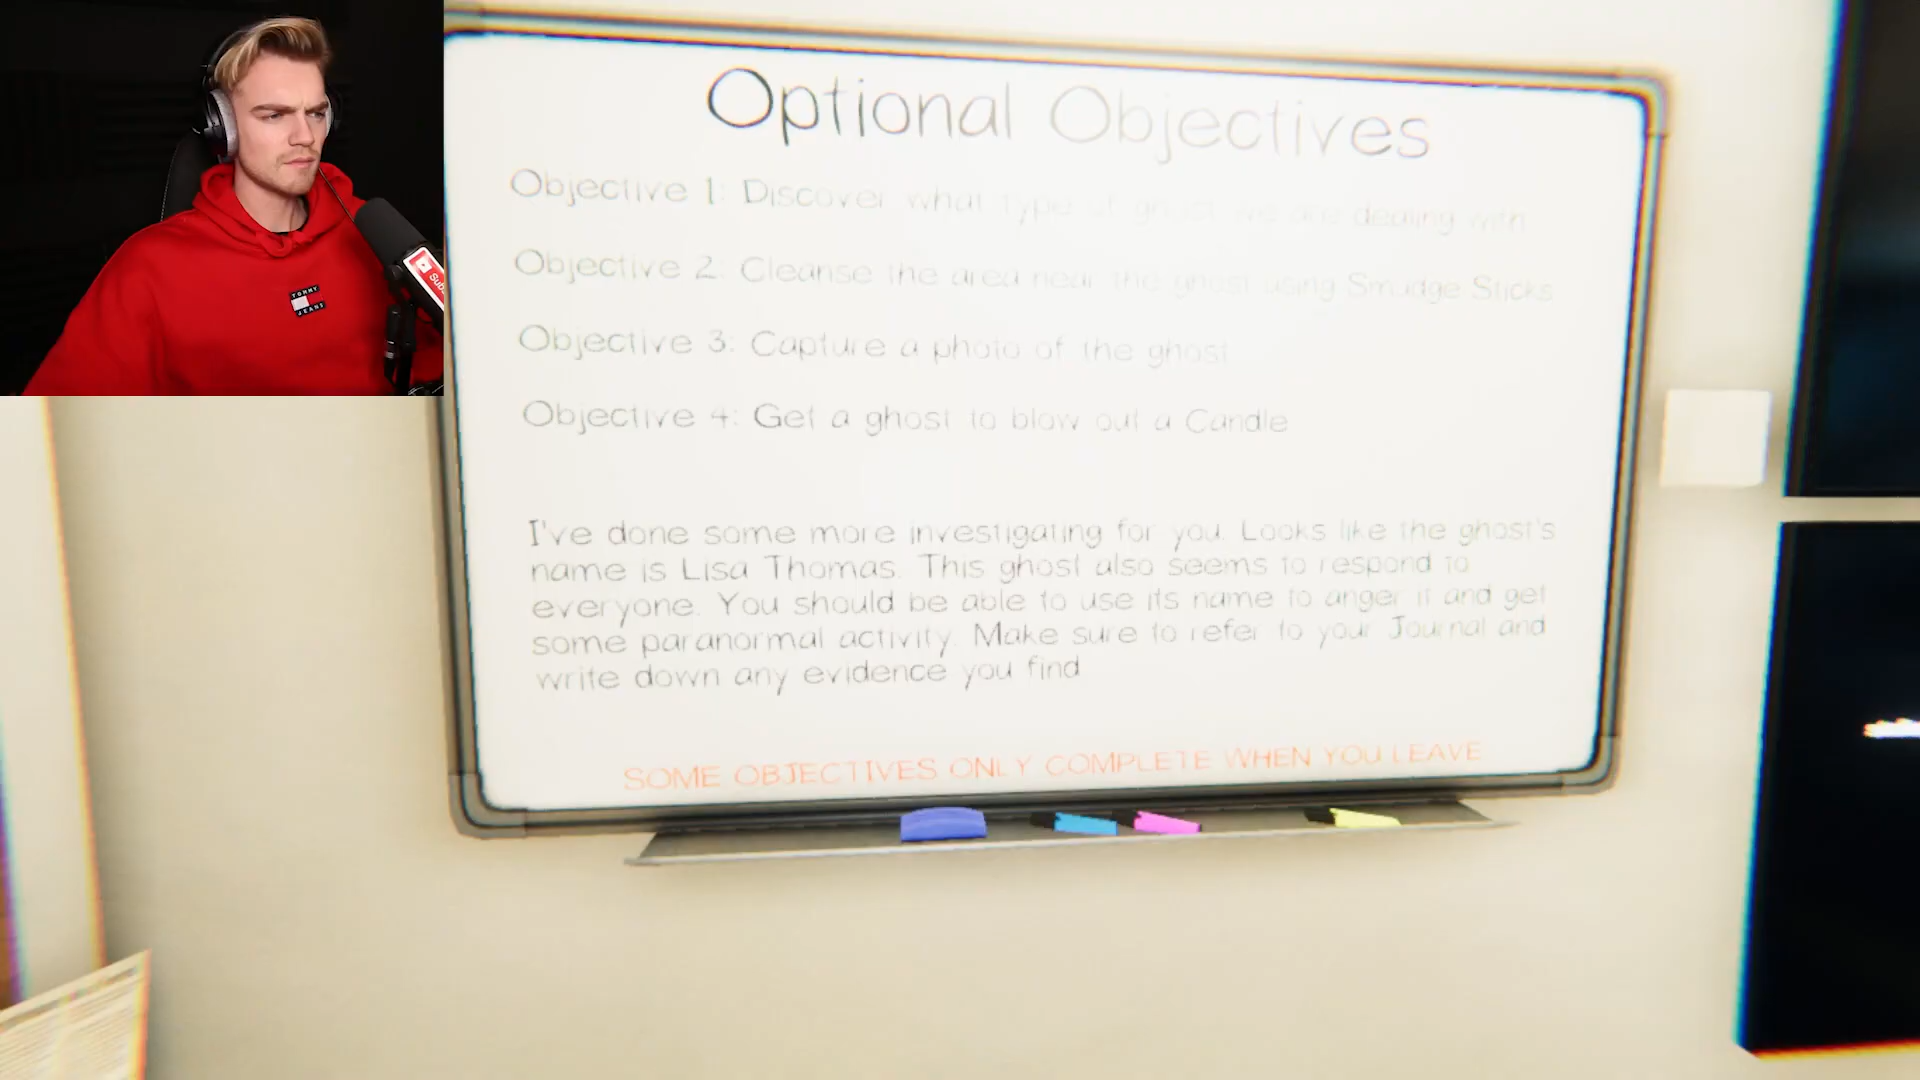 Optional Objectives
Objective 1: Discover what type of ghost we are dealing with
Objective 2: Cleanse the area near the ghost using Smudge Sticks
Objective 3: Capture a photo of the ghost
Objective 4: Get a ghost to blow out a Candle
I've done some more investigating for you. Looks like the ghost's
name is Lisa Thomas. This ghost also seems to respond to
everyone. You should be able to use its name to anger it and get
some paranormal activity. Make sure to refer to your Journal and
write down any evidence you find
SOME OBJECTIVES ONLY COMPLETE WHEN YOU LEAVE
TOMMY
JEANS